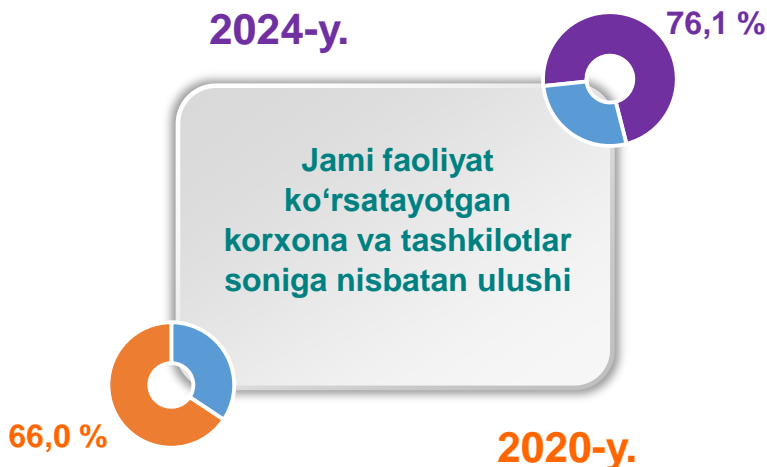 2024-y.
76,1 %
Jami faoliyat
ko‘rsatayotgan
korxona va tashkilotlar
soniga nisbatan ulushi
66,0 %
2020-y.